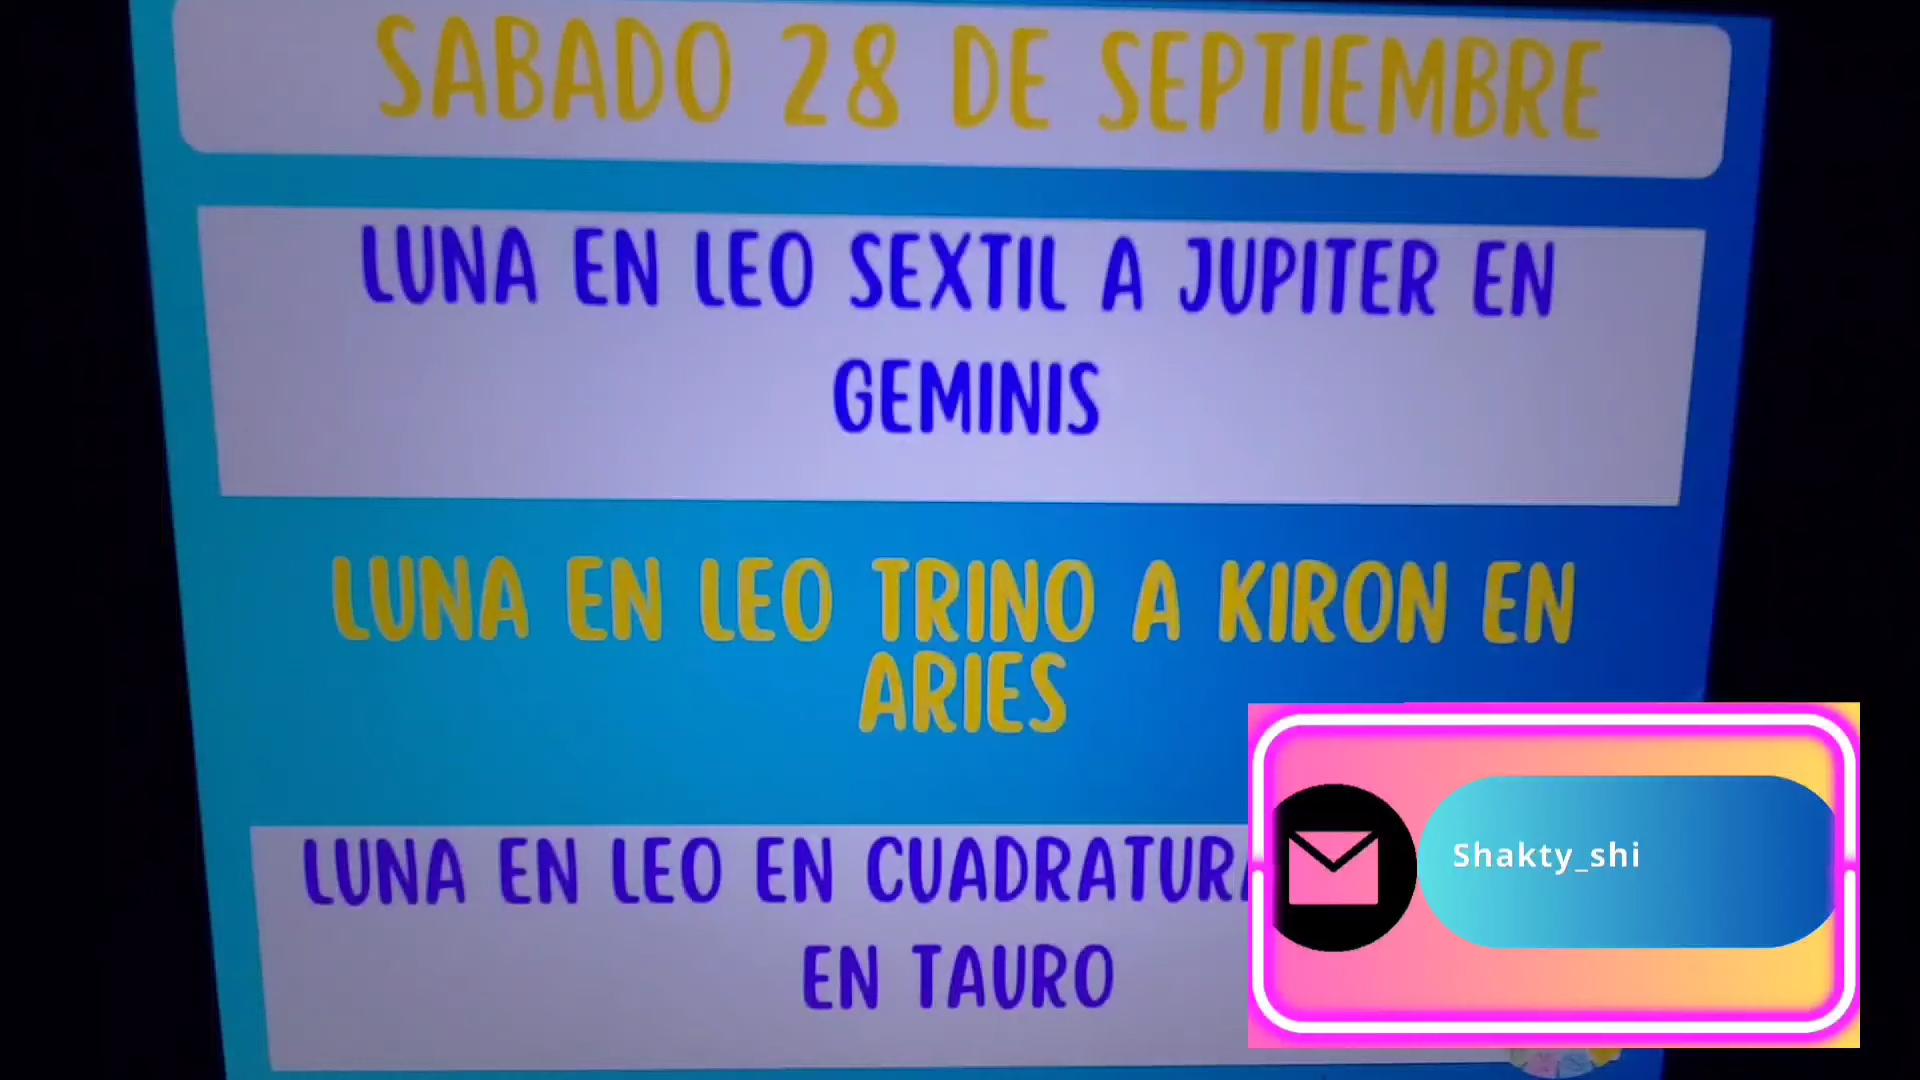 SABADO 28 DE SEPTIEMBRE
LUNA EN LEO SEXTIL A JUPITER EN
GEMINIS
LUNA EN LEO TRINO A KIRON EN
ARIES
LUNA EN LEO EN CUADRATURA
EN TAURO
Shakty_shi